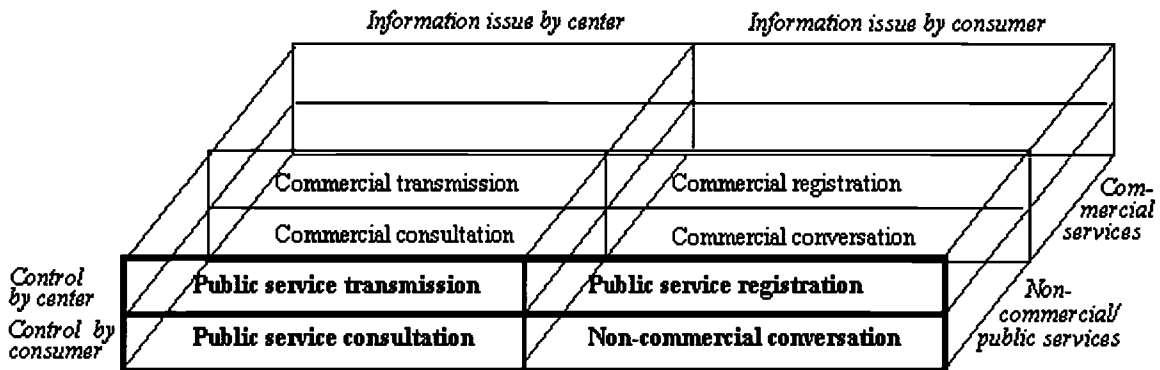 Information issue by center
Information issue by consumer
Commercial transmission
Commercial registration
Commercial consultation
Commercial conversation
Com-
mercial
services
Control
by center
Public service transmission
Public service registration
Control by
consumer
Public service consultation
Non-commercial conversation
Non-
commercial/
public services